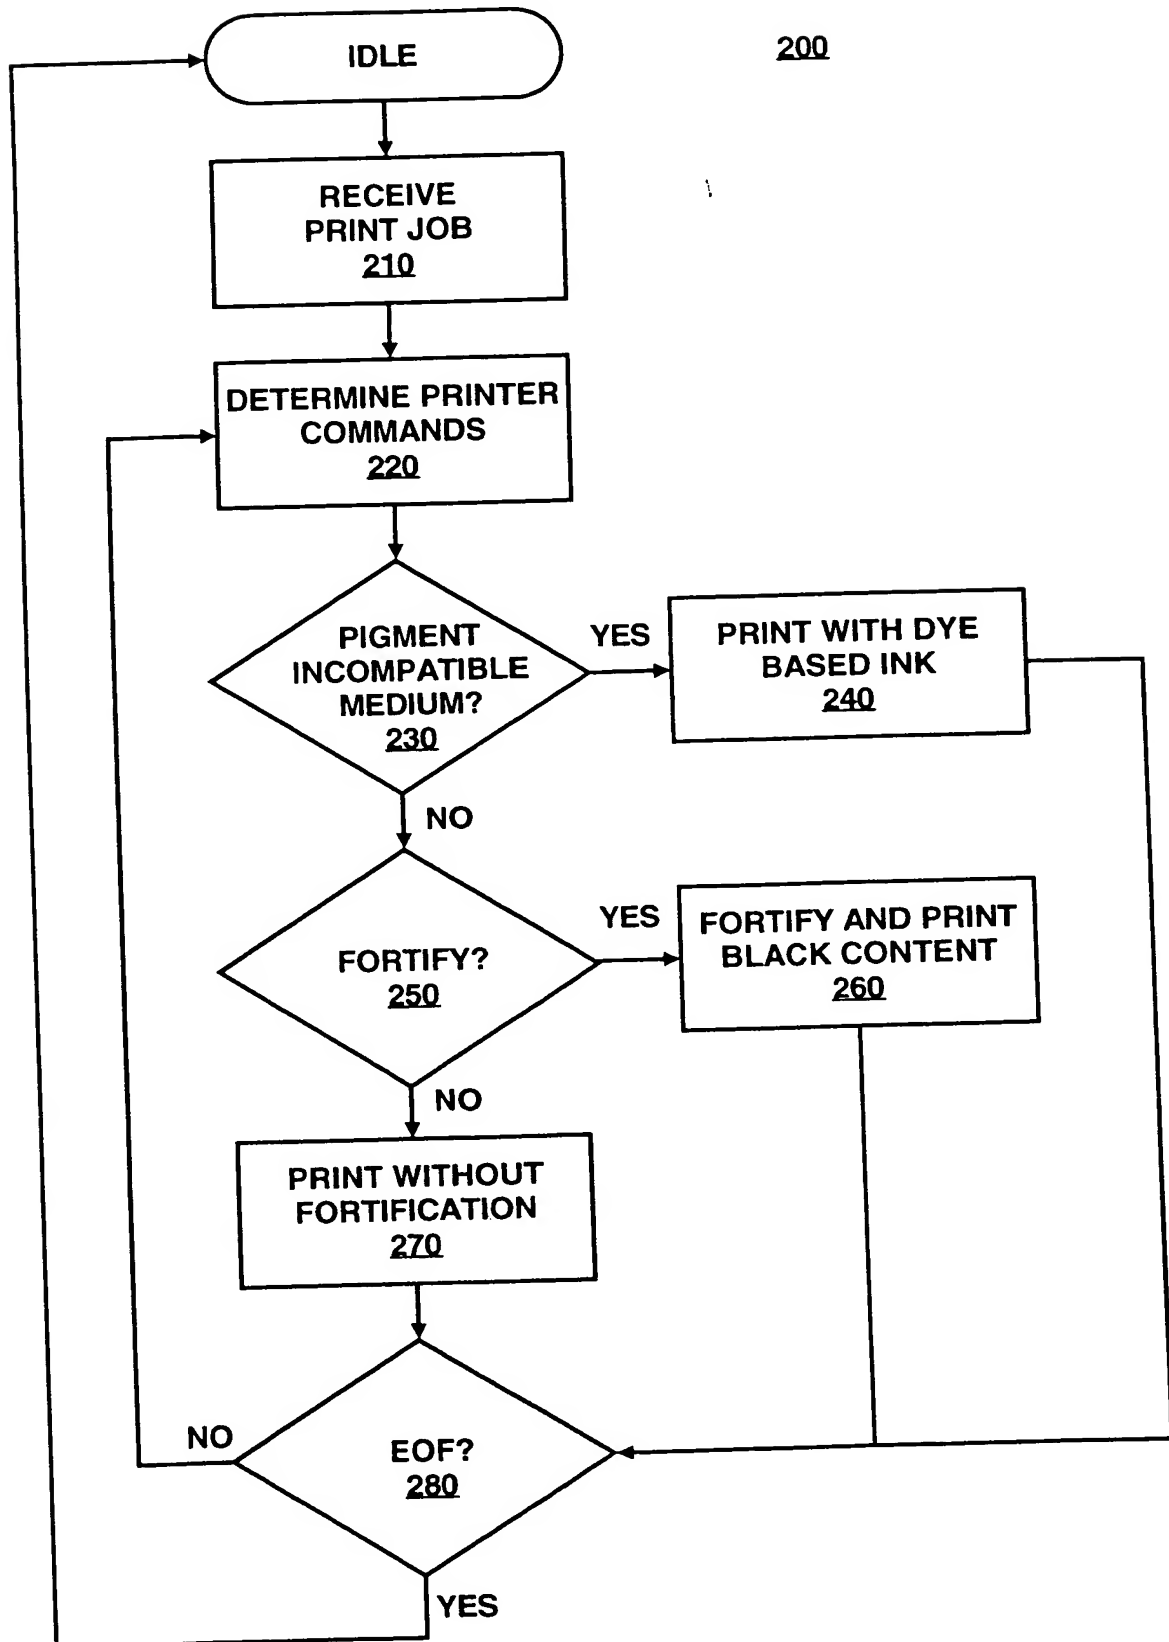 IDLE
200
RECEIVE
PRINT JOB
210
DETERMINE PRINTER
COMMANDS
220
PIGMENT
INCOMPATIBLE
MEDIUM?
230
YES
PRINT WITH DYE
BASED INK
240
NO
FORTIFY?
250
YES
FORTIFY AND PRINT
BLACK CONTENT
260
NO
PRINT WITHOUT
FORTIFICATION
270
EOF?
280
NO
YES